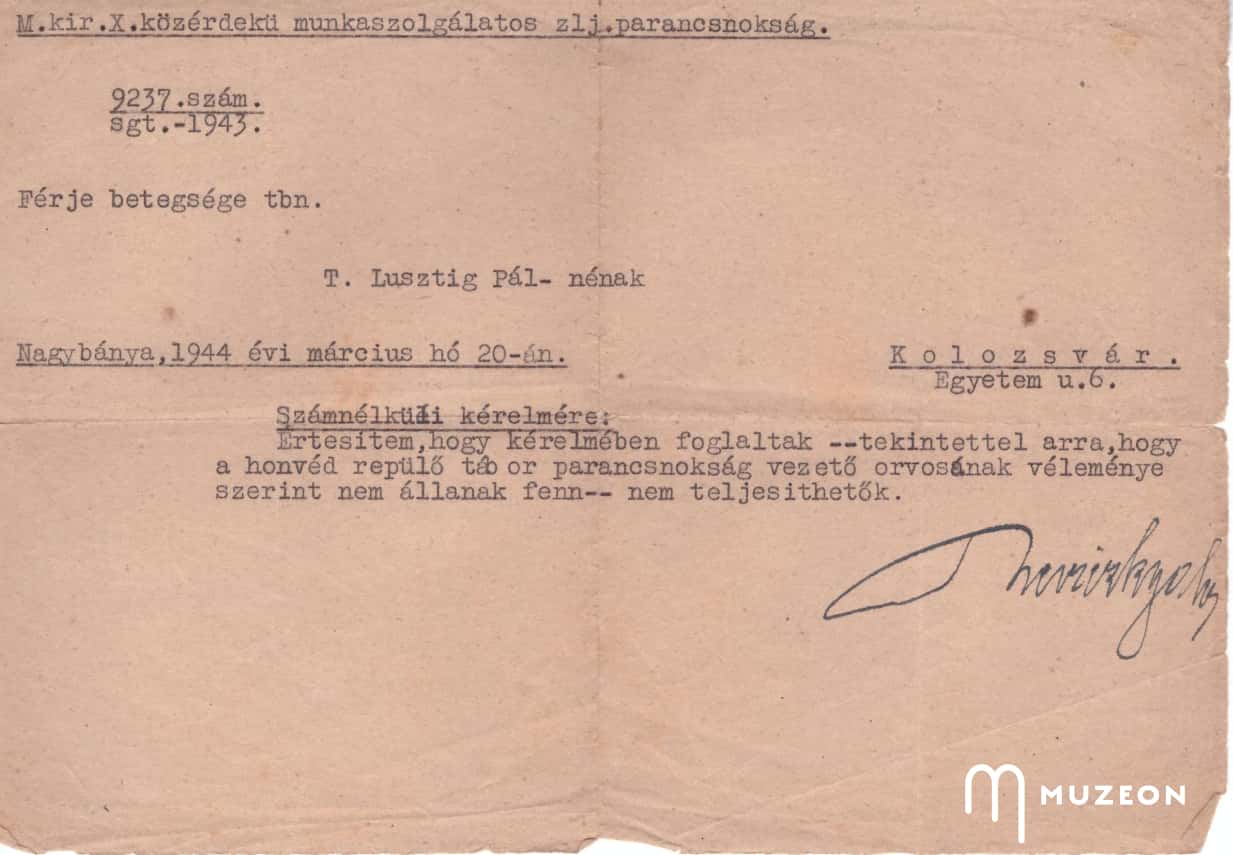 M.kir.X.közérdekü munkaszolgálatos zlj.parancsnokság.
9237.szám.
sgt.-1943.
Férje betegsége tbn.
T. Lusztig Pál- nénak
Nagybánya,1944 évi március hó 20-án.
Kolozsvár.
Egyetem u.6.
Számnélküli kérelmére:
Értesitem,hogy kérelmében foglaltak --tekintettel arra,hogy
a honvéd repülő táb or parancsnokság vezető orvosának véleménye
szerint nem állanak fenn-- nem teljesithetők.
MUZEON